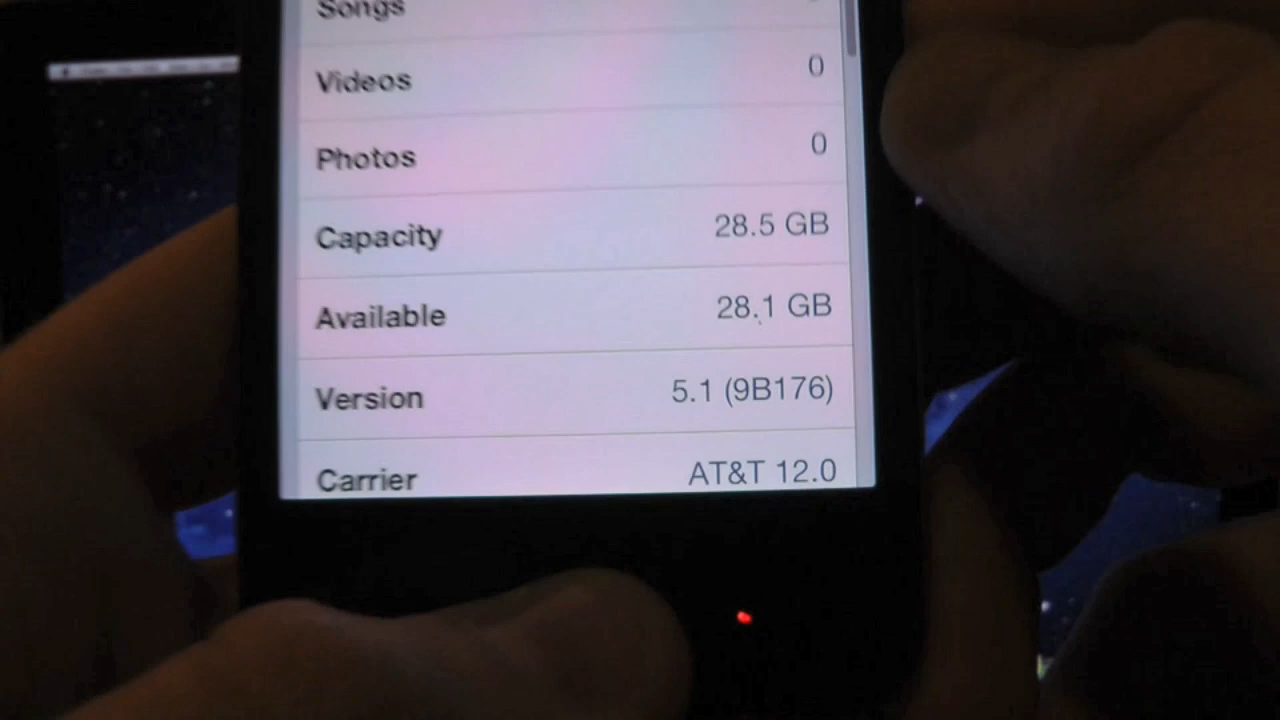 Songs
Videos 0
Photos 0
Capacity 28.5 GB
Available 28.1 GB
Version 5.1 (9B176)
Carrier AT&T 12.0